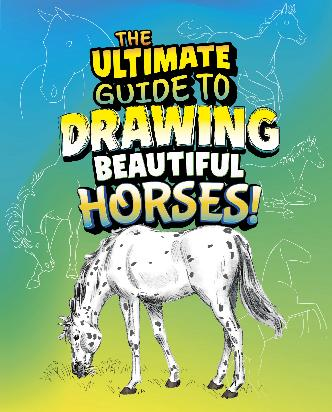 THE
ULTIMATE
GUIDE TO
DRAWING
BEAUTIFUL
HORSES!